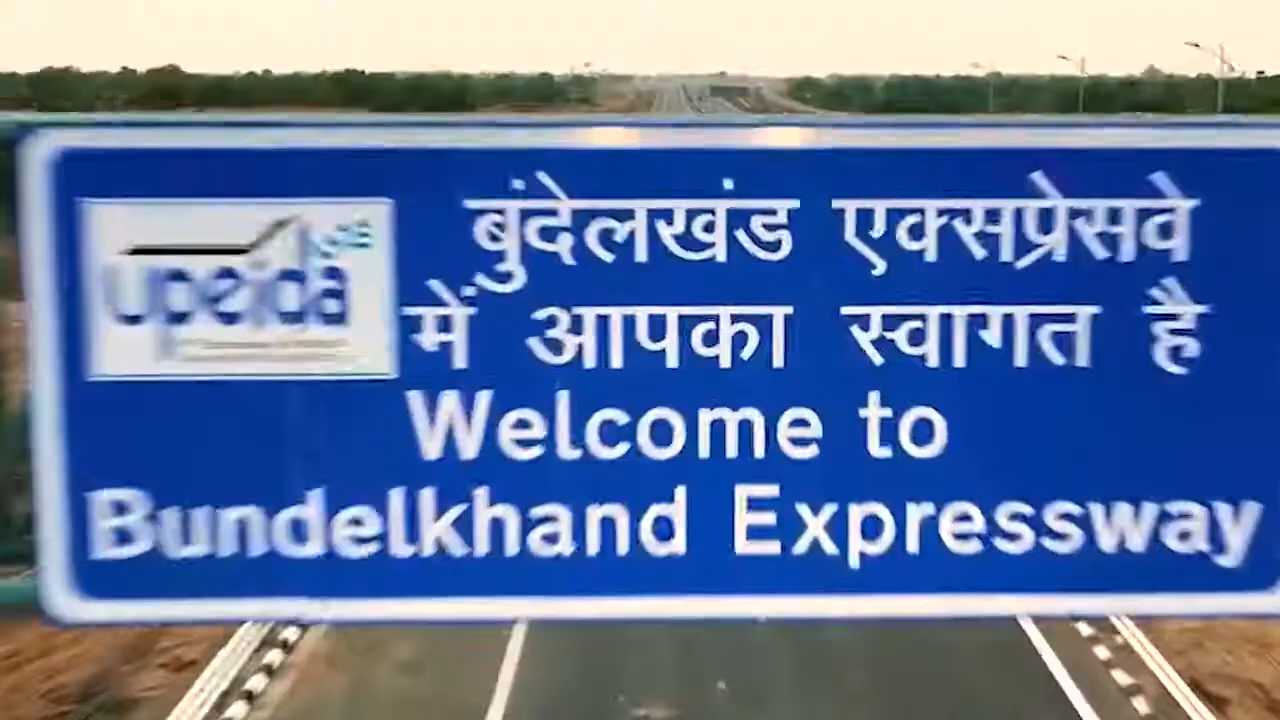 upeida
बुंदेलखंड एक्सप्रेसवे
में आपका स्वागत है
Welcome to
Bundelkhand Expressway